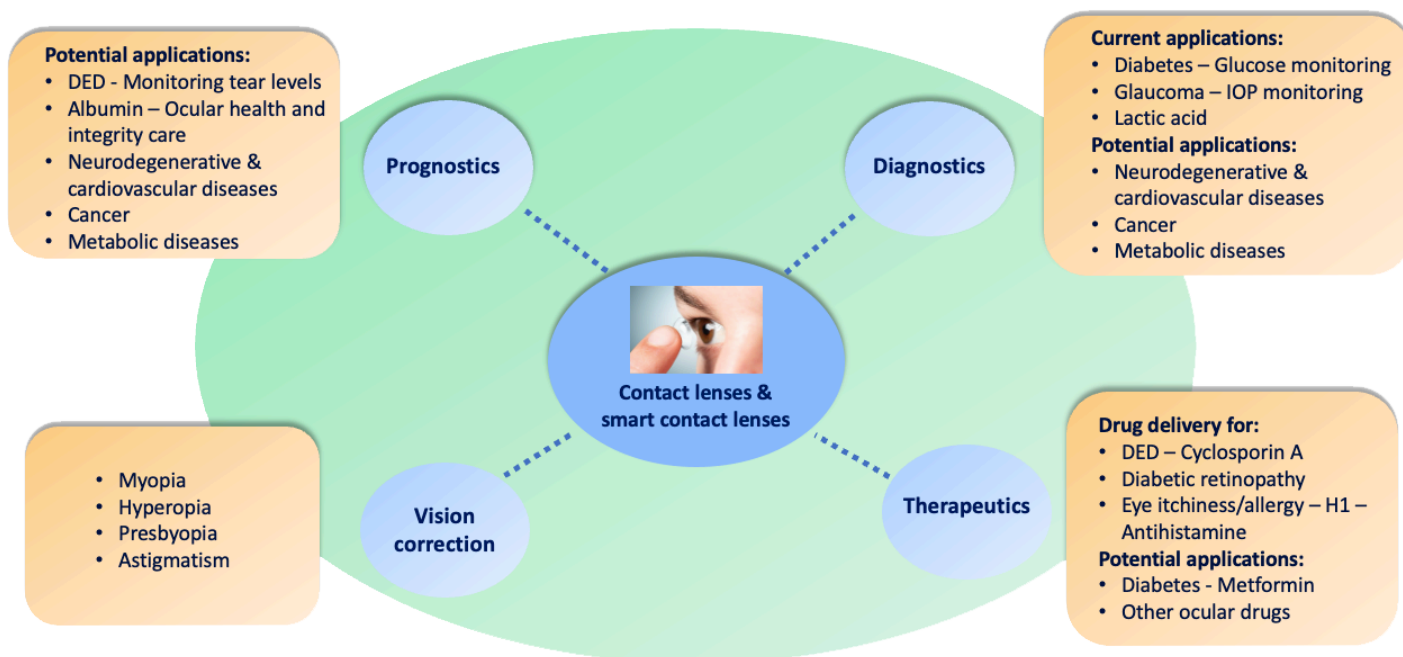 Potential applications:
• DED - Monitoring tear levels
• Albumin – Ocular health and
integrity care
• Neurodegenerative &
cardiovascular diseases
• Cancer
• Metabolic diseases
Prognostics
Diagnostics
Current applications:
• Diabetes – Glucose monitoring
• Glaucoma – IOP monitoring
• Lactic acid
Potential applications:
• Neurodegenerative &
cardiovascular diseases
• Cancer
• Metabolic diseases
Contact lenses &
smart contact lenses
• Myopia
• Hyperopia
• Presbyopia
• Astigmatism
Vision
correction
Therapeutics
Drug delivery for:
• DED – Cyclosporin A
• Diabetic retinopathy
• Eye itchiness/allergy – H1 –
Antihistamine
Potential applications:
• Diabetes - Metformin
• Other ocular drugs